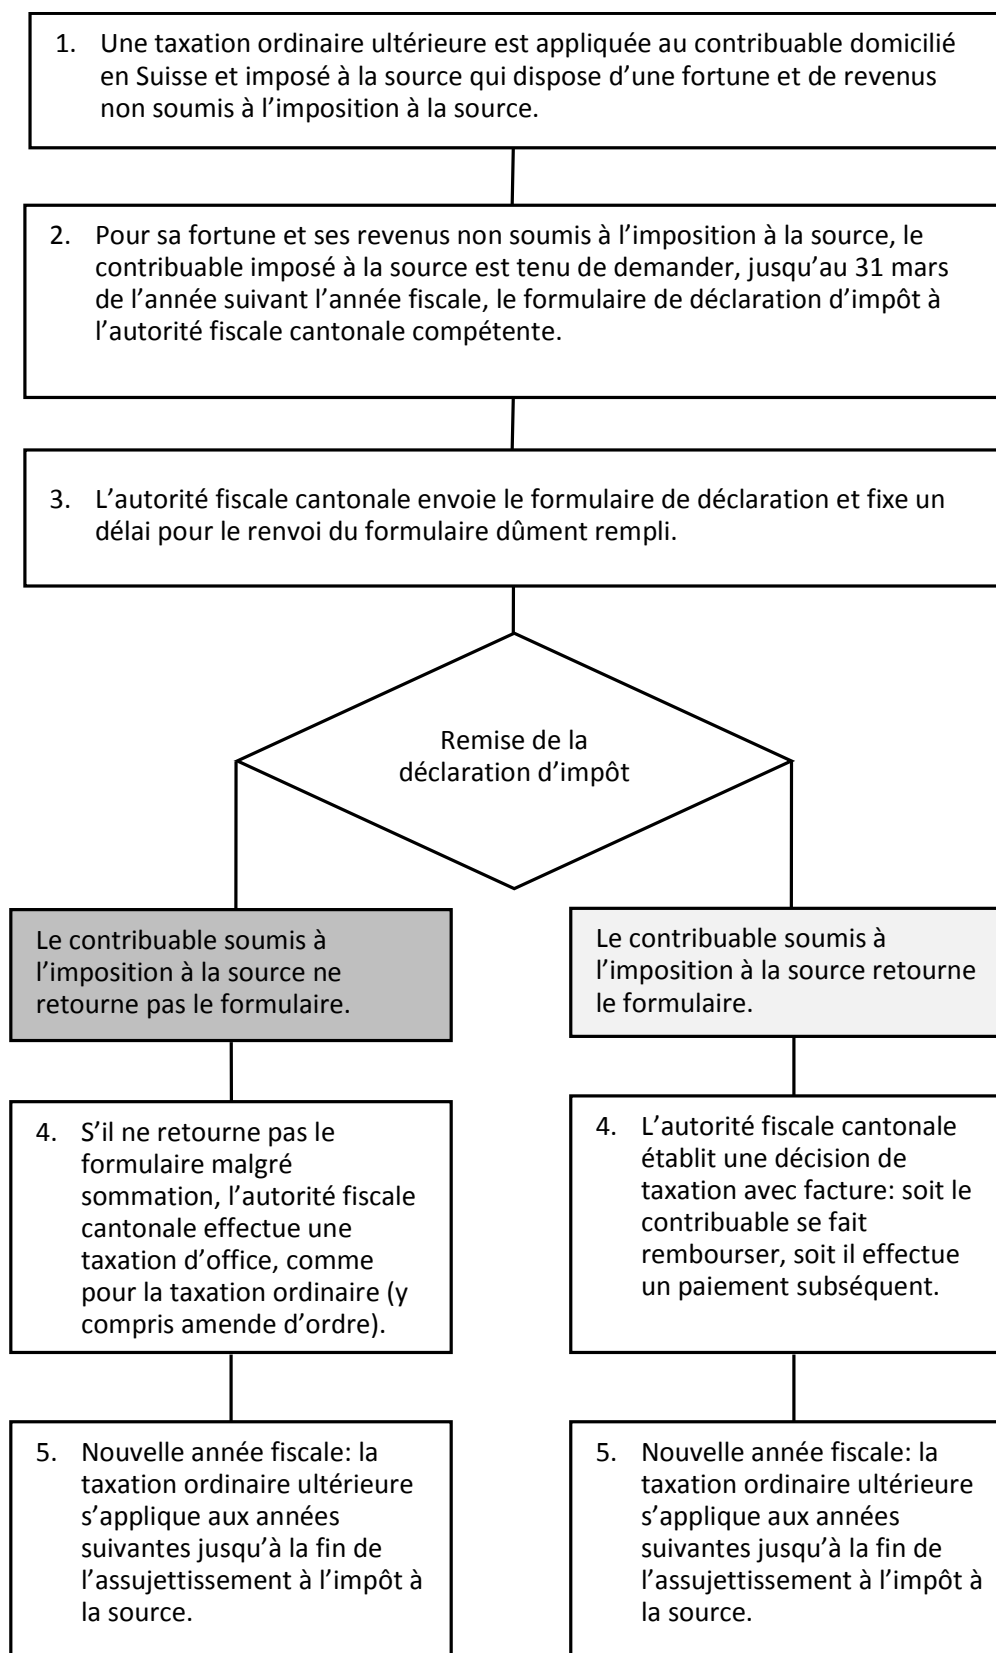 1. Une taxation ordinaire ultérieure est appliquée au contribuable domicilié
en Suisse et imposé à la source qui dispose d’une fortune et de revenus
non soumis à l’imposition à la source.
2. Pour sa fortune et ses revenus non soumis à l’imposition à la source, le
contribuable imposé à la source est tenu de demander, jusqu’au 31 mars
de l’année suivant l’année fiscale, le formulaire de déclaration d’impôt à
l’autorité fiscale cantonale compétente.
3. L’autorité fiscale cantonale envoie le formulaire de déclaration et fixe un
délai pour le renvoi du formulaire dûment rempli.
Remise de la
déclaration d’impôt
Le contribuable soumis à
l’imposition à la source ne
retourne pas le formulaire.
4. S’il ne retourne pas le
formulaire malgré
sommation, l’autorité fiscale
cantonale effectue une
taxation d’office, comme
pour la taxation ordinaire (y
compris amende d’ordre).
5. Nouvelle année fiscale: la
taxation ordinaire ultérieure
s’applique aux années
suivantes jusqu’à la fin de
l’assujettissement à l’impôt à
la source.
Le contribuable soumis à
l’imposition à la source retourne
le formulaire.
4. L’autorité fiscale cantonale
établit une décision de
taxation avec facture: soit le
contribuable se fait
rembourser, soit il effectue
un paiement subséquent.
5. Nouvelle année fiscale: la
taxation ordinaire ultérieure
s’applique aux années
suivantes jusqu’à la fin de
l’assujettissement à l’impôt à
la source.